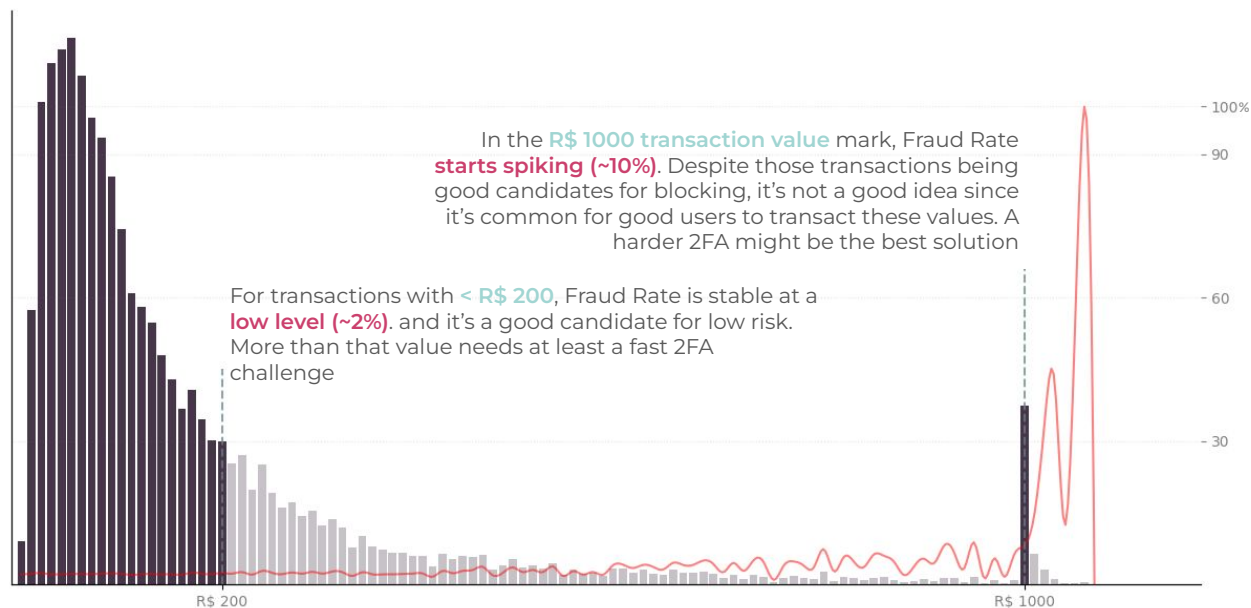 100%
In the R$ 1000 transaction value mark, Fraud Rate
90
starts spiking (~10%). Despite those transactions being
good candidates for blocking, it's not a good idea since
it's common for good users to transact these values. A
harder 2FA might be the best solution
For transactions with < R$ 200, Fraud Rate is stable at a
60
low level (~2%). and it's a good candidate for low risk.
More than that value needs at least a fast 2FA
challenge
30
R$ 200
R$ 1000